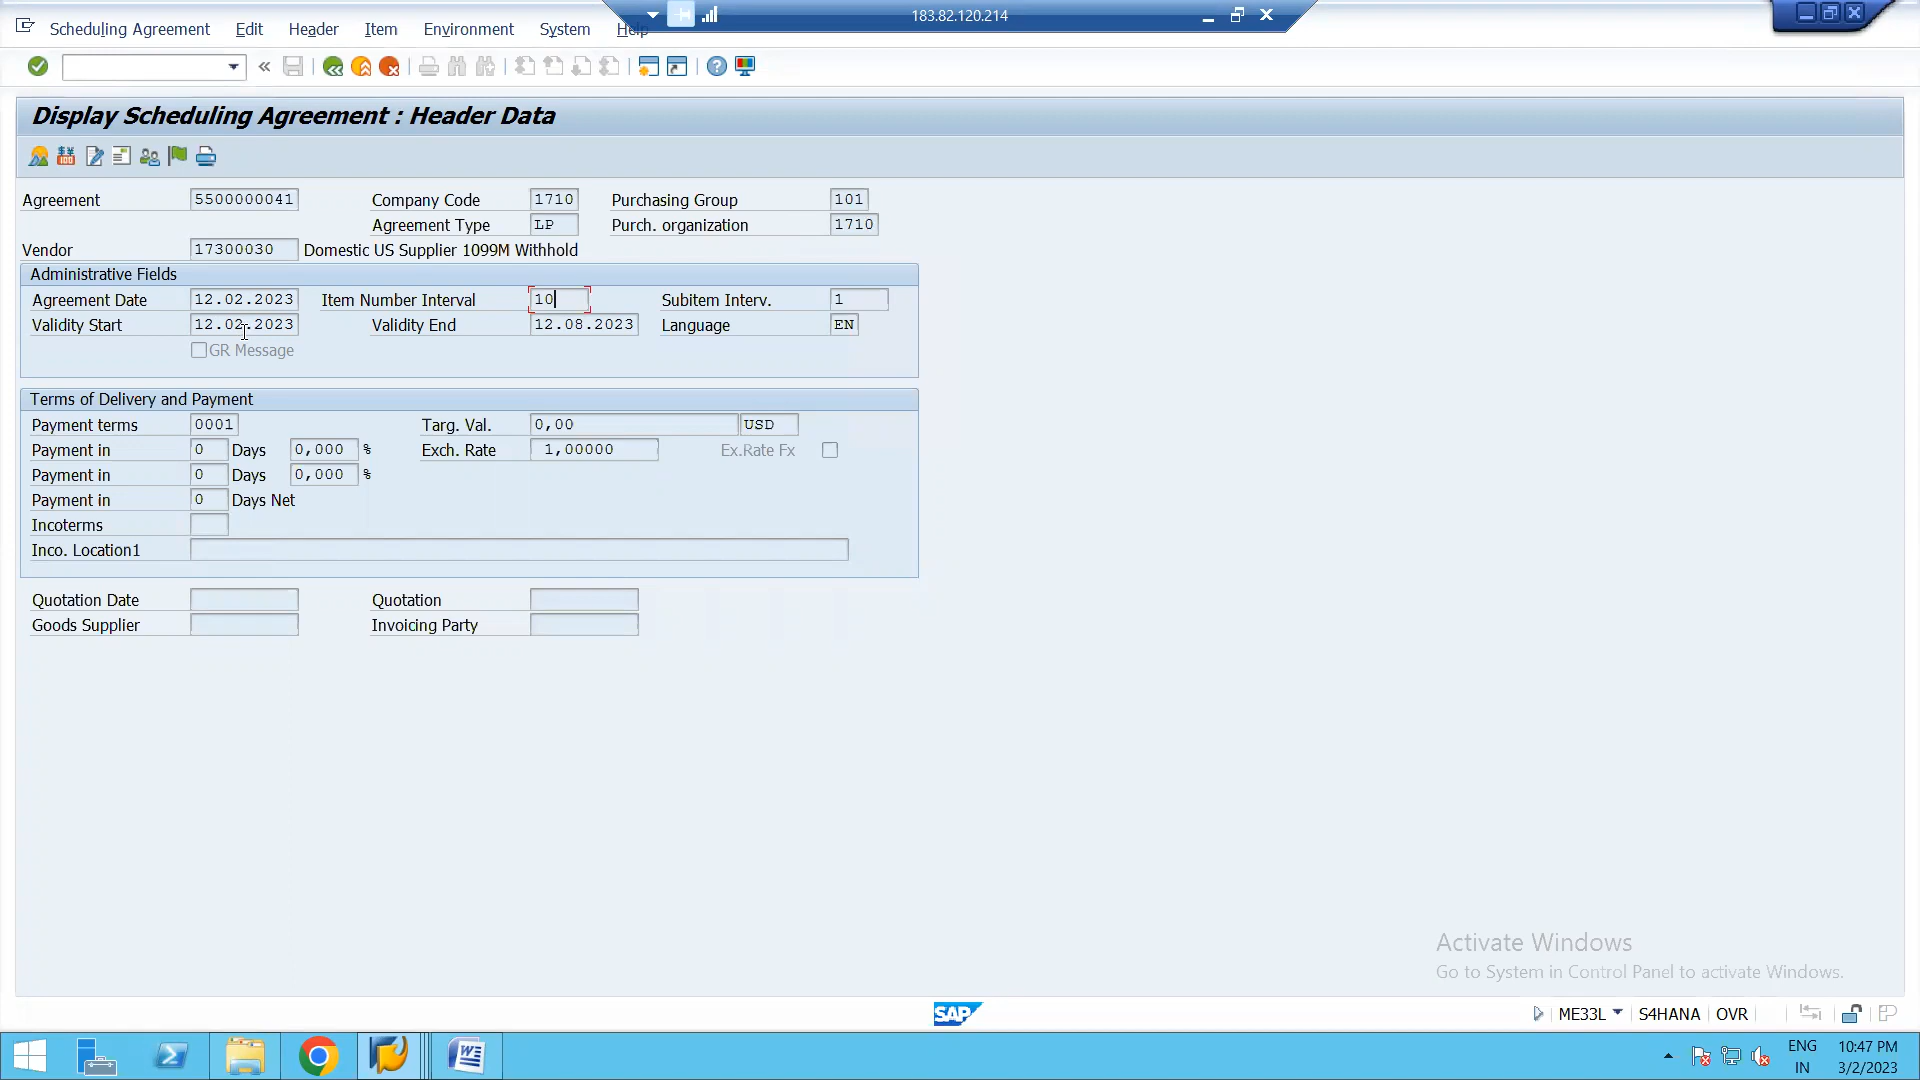 183.82.120.214
Scheduling Agreement Edit Header Item Environment System Help
Display Scheduling Agreement : Header Data
Agreement 5500000041 Company Code 1710 Purchasing Group 101
Agreement Type LP Purch. organization 1710
Vendor 17300030 Domestic US Supplier 1099M Withhold
Administrative Fields
Agreement Date 12.02.2023 Item Number Interval 10 Subitem Interv. 1
Validity Start 12.02.2023 Validity End 12.08.2023 Language EN
GR Message
Terms of Delivery and Payment
Payment terms 0001 Targ. Val. 0,00 USD
Payment in 0 Days 0,000 % Exch. Rate 1,00000 Ex.Rate Fx
Payment in 0 Days 0,000 %
Payment in 0 Days Net
Incoterms
Inco. Location1
Quotation Date Quotation
Goods Supplier Invoicing Party
Activate Windows
Go to System in Control Panel to activate Windows.
SAP ME33L S4HANA OVR
ENG 10:47 PM
IN 3/2/2023